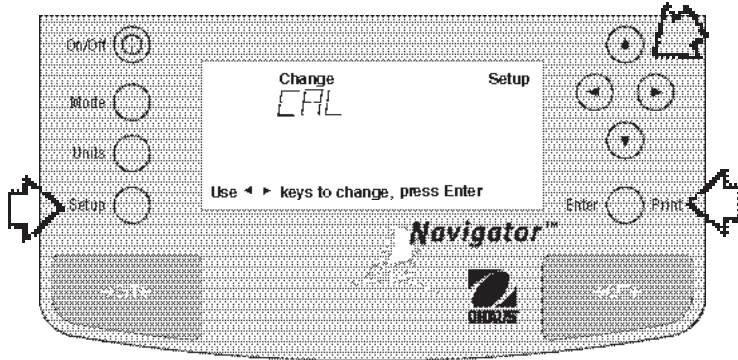 On/Off
Change Setup
CAL
Mode
Units
Use ◄ ► keys to change, press Enter
Setup
Enter Print
Navigator™
OHAUS